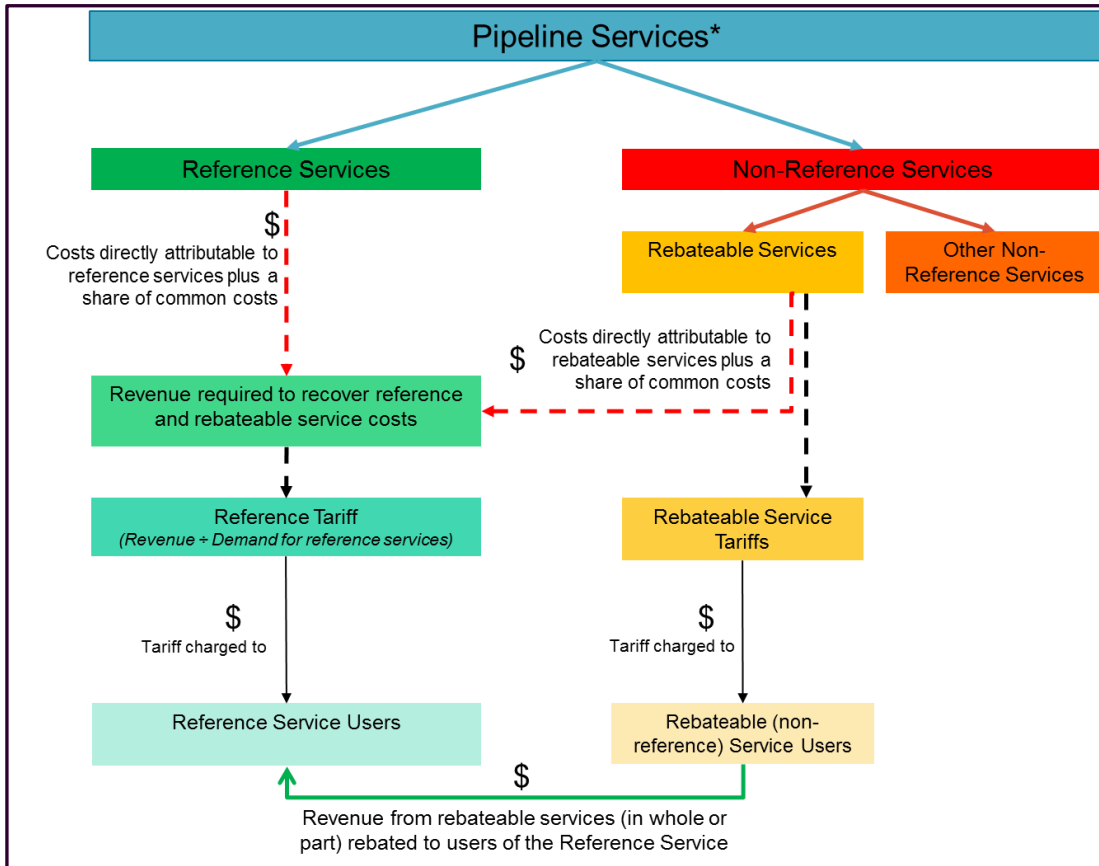 Pipeline Services*
Reference Services
Non-Reference Services
$
Costs directly attributable to
reference services plus a
share of common costs
Rebateable Services
Other Non-
Reference Services
$
Costs directly attributable to
rebateable services plus a
share of common costs
Revenue required to recover reference
and rebateable service costs
Reference Tariff
(Revenue ÷ Demand for reference services)
Rebateable Service
Tariffs
$
Tariff charged to
$
Tariff charged to
Reference Service Users
Rebateable (non-
reference) Service Users
$
Revenue from rebateable services (in whole or
part) rebated to users of the Reference Service